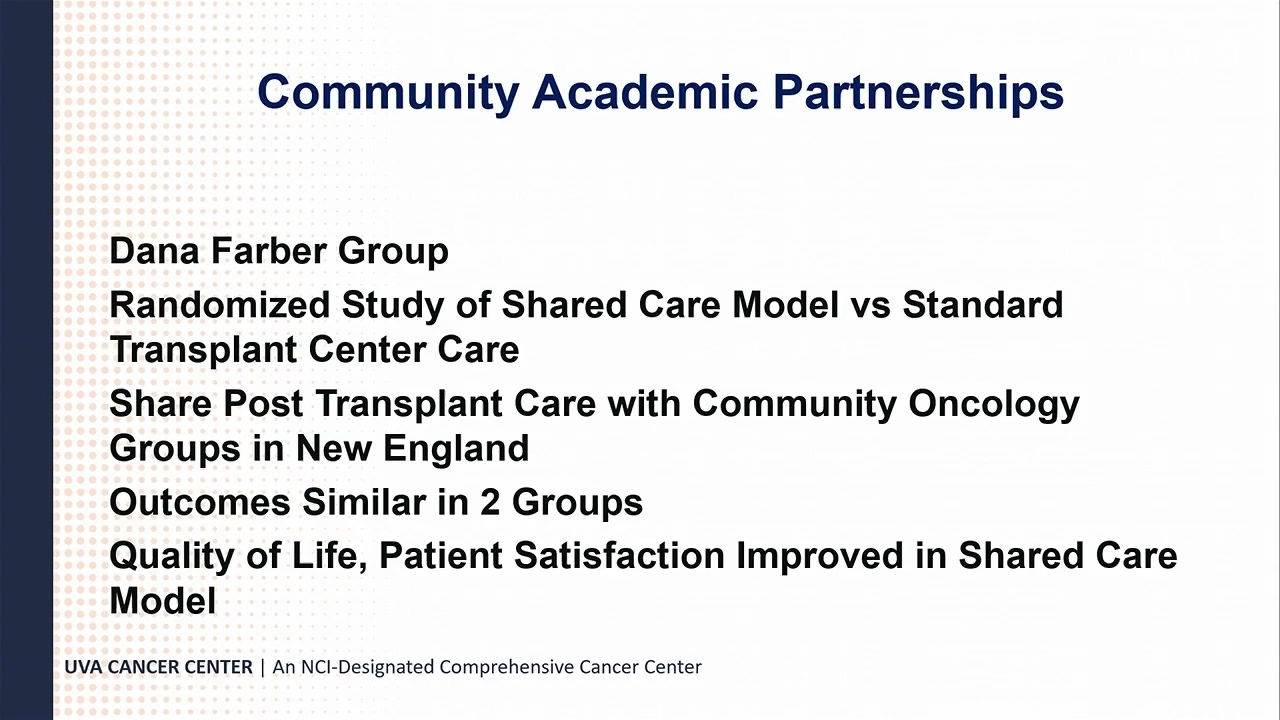 Community Academic Partnerships
Dana Farber Group
Randomized Study of Shared Care Model vs Standard
Transplant Center Care
Share Post Transplant Care with Community Oncology
Groups in New England
Outcomes Similar in 2 Groups
Quality of Life, Patient Satisfaction Improved in Shared Care
Model
UVA CANCER CENTER | An NCI-Designated Comprehensive Cancer Center